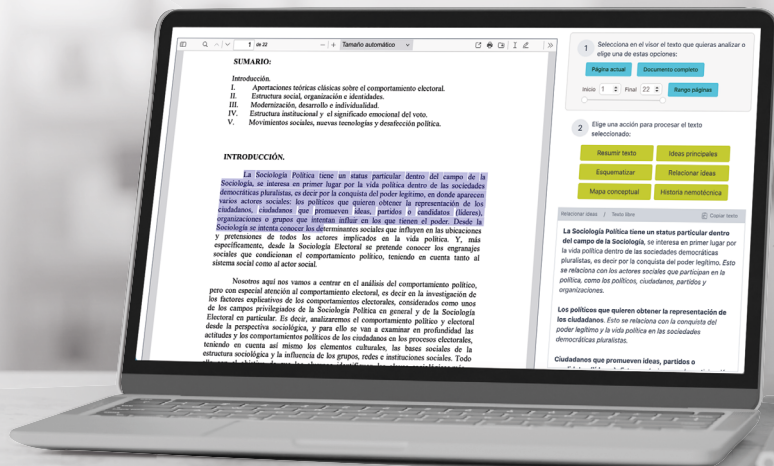 1 de 22
Tamaño automático
SUMARIO:
Introducción.
I. Aportaciones teóricas clásicas sobre el comportamiento electoral.
II. Estructura social, organización e identidades.
III. Modernización, desarrollo e individualidad.
IV. Estructura institucional y el significado emocional del voto.
V. Movimientos sociales, nuevas tecnologías y desafección política.
INTRODUCCIÓN.
La Sociología Política tiene un status particular dentro del campo de la
Sociología, se interesa en primer lugar por la vida política dentro de las sociedades
democráticas pluralistas, es decir por la conquista del poder legítimo, en donde aparecen
varios actores sociales: los políticos que quieren obtener la representación de los
ciudadanos, ciudadanos que promueven ideas, partidos o candidatos (líderes),
organizaciones o grupos que intentan influir en los que tienen el poder. Desde la
Sociología se intenta conocer los determinantes sociales que influyen en las ubicaciones
y pretensiones de todos los actores implicados en la vida política. Y, más
específicamente, desde la Sociología Electoral se pretende conocer los engranajes
sociales que condicionan el comportamiento político, teniendo en cuenta tanto al
sistema social como al actor social.
Nosotros aquí nos vamos a centrar en el análisis del comportamiento político,
pero con especial atención al comportamiento electoral, es decir en la investigación de
los factores explicativos de los comportamientos electorales, considerados como unos
de los campos privilegiados de la Sociología Política en general y de la Sociología
Electoral en particular. Es decir, analizaremos el comportamiento político y electoral
desde la perspectiva sociológica, y para ello se van a examinar en profundidad las
actitudes y los comportamientos políticos de los ciudadanos en los procesos electorales,
teniendo en cuenta así mismo los elementos culturales, las bases sociales de la
estructura sociológica y la influencia de los grupos, redes e instituciones sociales. Todo
1 Selecciona en el visor el texto que quieras analizar o
elige una de estas opciones:
Página actual Documento completo
Inicio 1 Final 22 Rango páginas
2 Elige una acción para procesar el texto
seleccionado:
Resumir texto Ideas principales
Esquematizar Relacionar ideas
Mapa conceptual Historia nemotécnica
Relacionar ideas / Texto libre Copiar texto
La Sociología Política tiene un status particular dentro
del campo de la Sociología, se interesa en primer lugar por
la vida política dentro de las sociedades democráticas
pluralistas, es decir por la conquista del poder legítimo. Esto
se relaciona con los actores sociales que participan en la
política, como los políticos, ciudadanos, partidos y
organizaciones.
Los políticos que quieren obtener la representación de
los ciudadanos. Esto se relaciona con la conquista del
poder legítimo y la vida política en las sociedades
democráticas pluralistas.
Ciudadanos que promueven ideas, partidos o